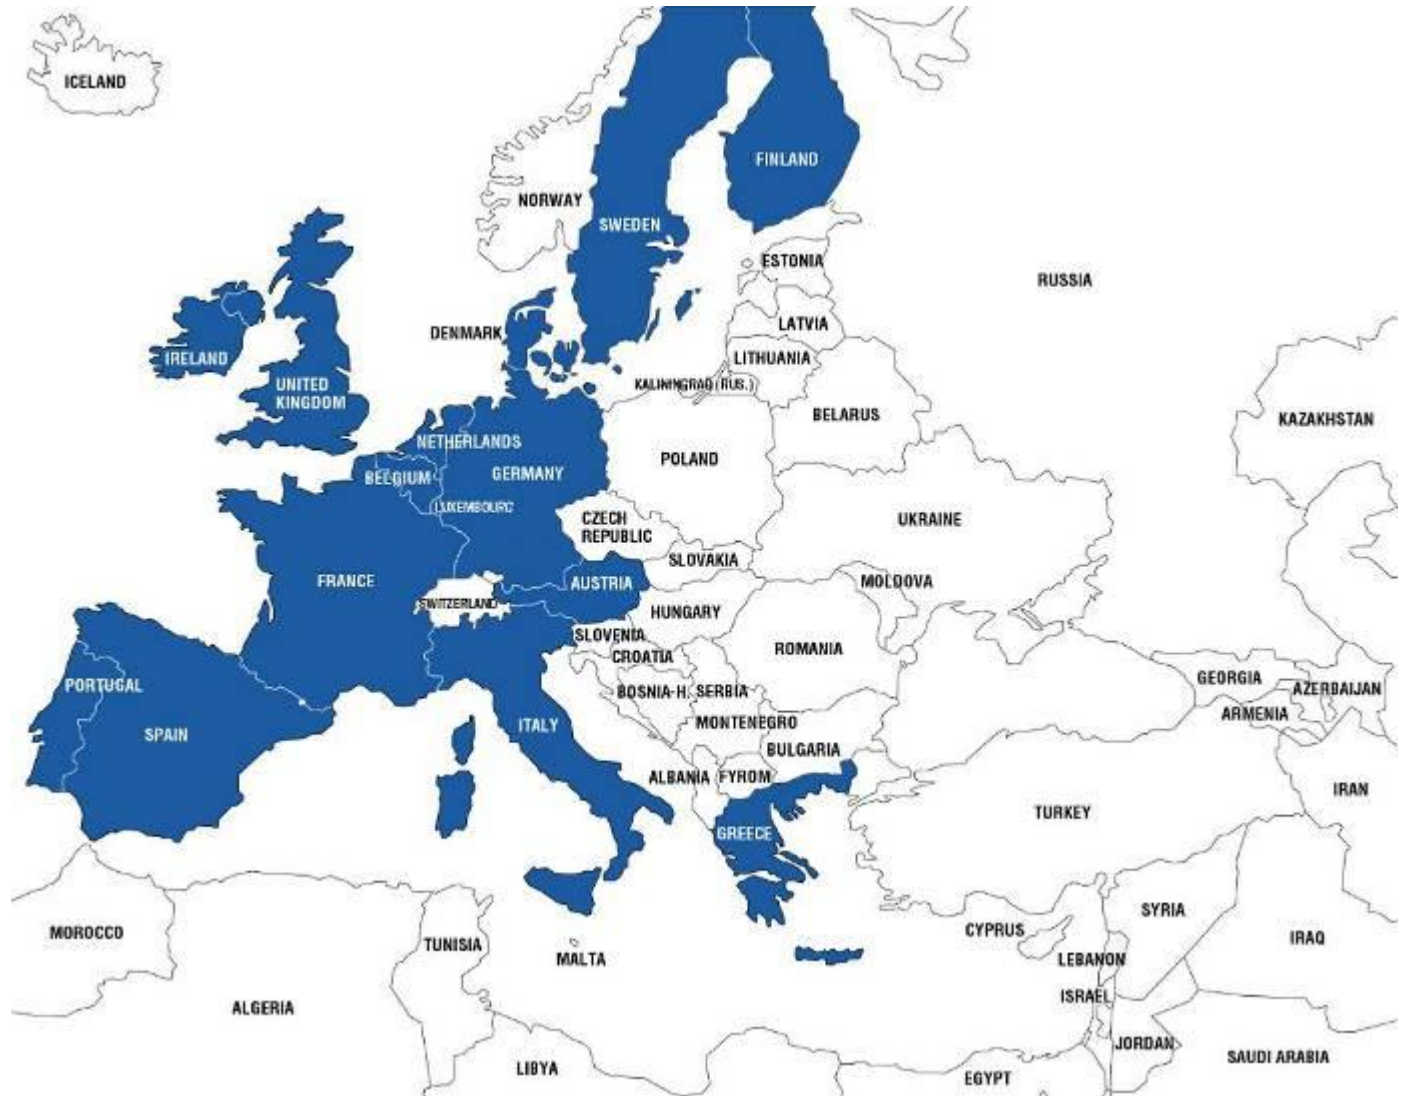 ICELAND
FINLAND
NORWAY
SWEDEN
ESTONIA
RUSSIA
LATVIA
DENMARK
IRELAND
LITHUANIA
KALININGRAD (RUS.)
UNITED
KINGDOM
BELARUS
KAZAKHSTAN
NETHERLANDS
POLAND
GERMANY
BELGIUM
LUXEMBOURG
CZECH
REPUBLIC
UKRAINE
SLOVAKIA
FRANCE
AUSTRIA
MOLDOVA
SWITZERLAND
HUNGARY
SLOVENIA
CROATIA
ROMANIA
GEORGIA
PORTUGAL
BOSNIA-H.
SERBIA
AZERBAIJAN
ARMENIA
MONTENEGRO
SPAIN
ITALY
BULGARIA
ALBANIA
FYROM
IRAN
TURKEY
GREECE
SYRIA
MOROCCO
CYPRUS
IRAQ
TUNISIA
MALTA
LEBANON
ISRAEL
ALGERIA
JORDAN
SAUDI ARABIA
LIBYA
EGYPT